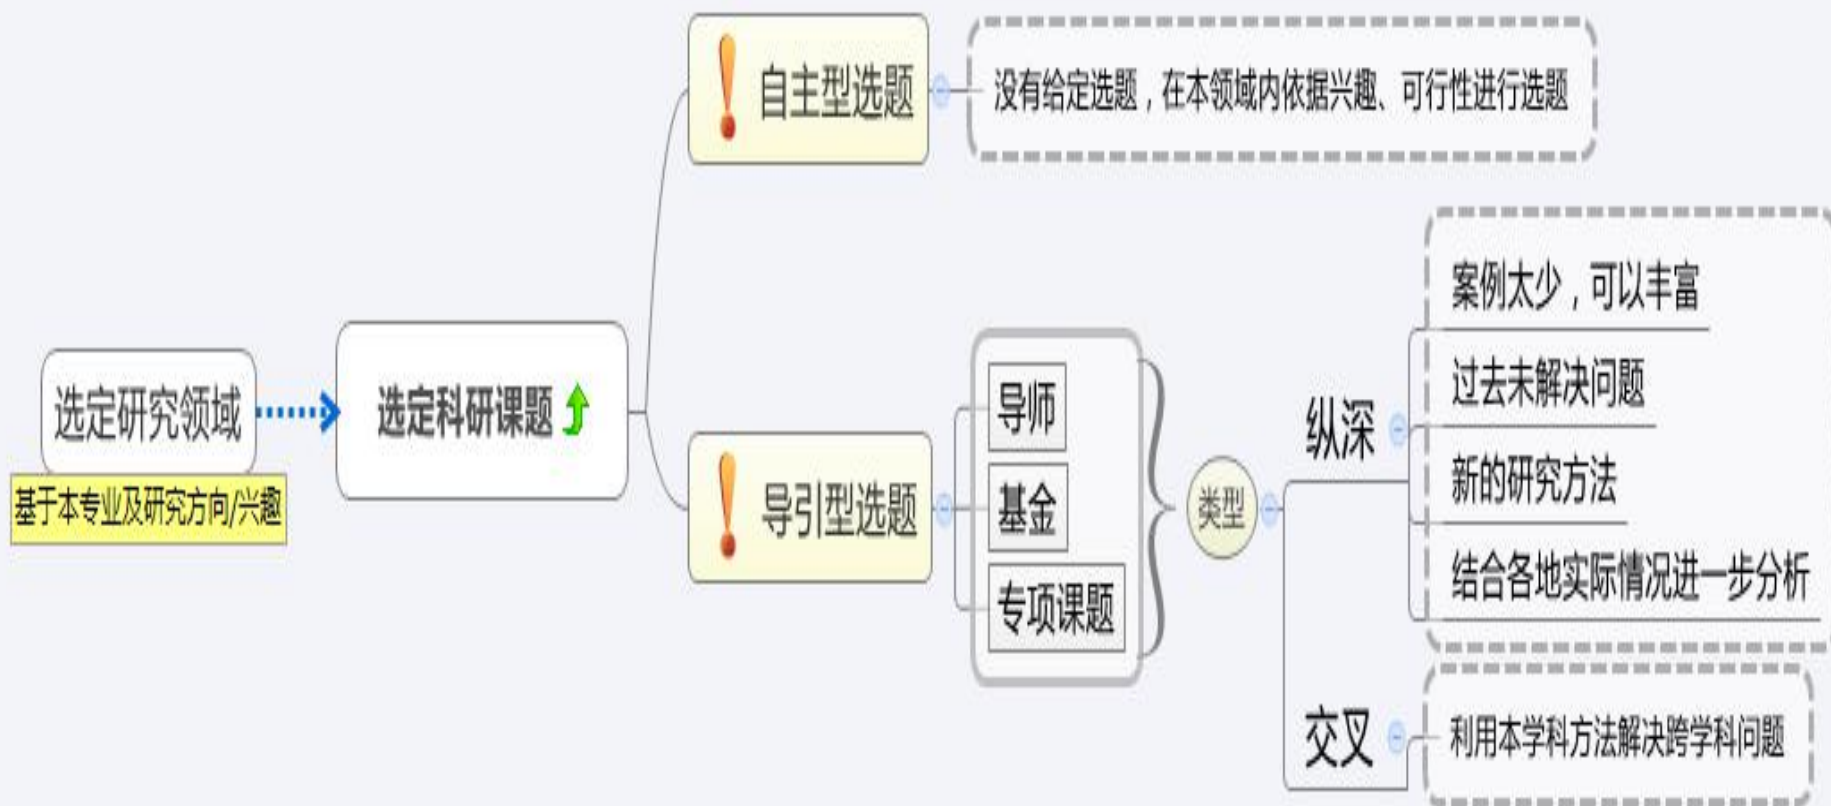 选定研究领域
基于本专业及研究方向/兴趣
选定科研课题
自主型选题
没有给定选题，在本领域内依据兴趣、可行性进行选题
导引型选题
导师
基金
专项课题
类型
纵深
案例太少，可以丰富
过去未解决问题
新的研究方法
结合各地实际情况进一步分析
交叉
利用本学科方法解决跨学科问题